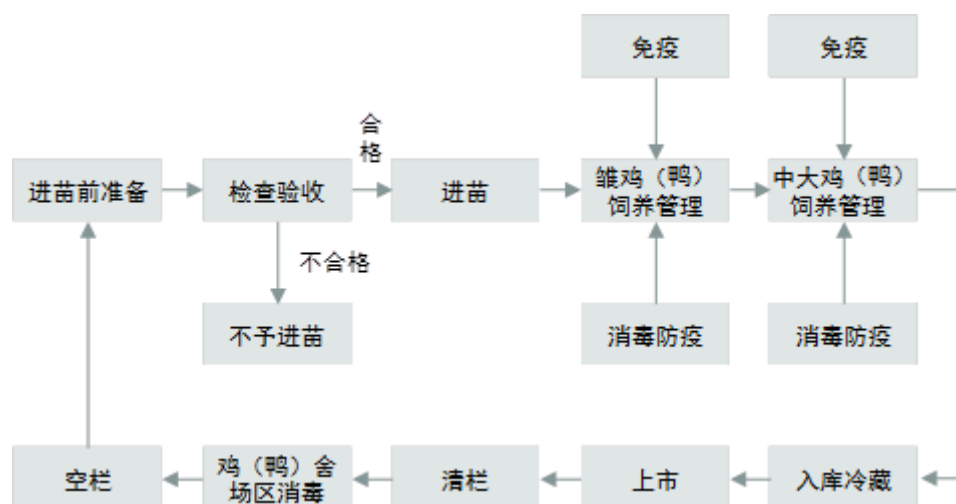 免疫
免疫
合
格
进苗前准备
检查验收
进苗
雏鸡（鸭）
饲养管理
中大鸡（鸭）
饲养管理
不合格
不予进苗
消毒防疫
消毒防疫
空栏
鸡（鸭）舍
场区消毒
清栏
上市
入库冷藏